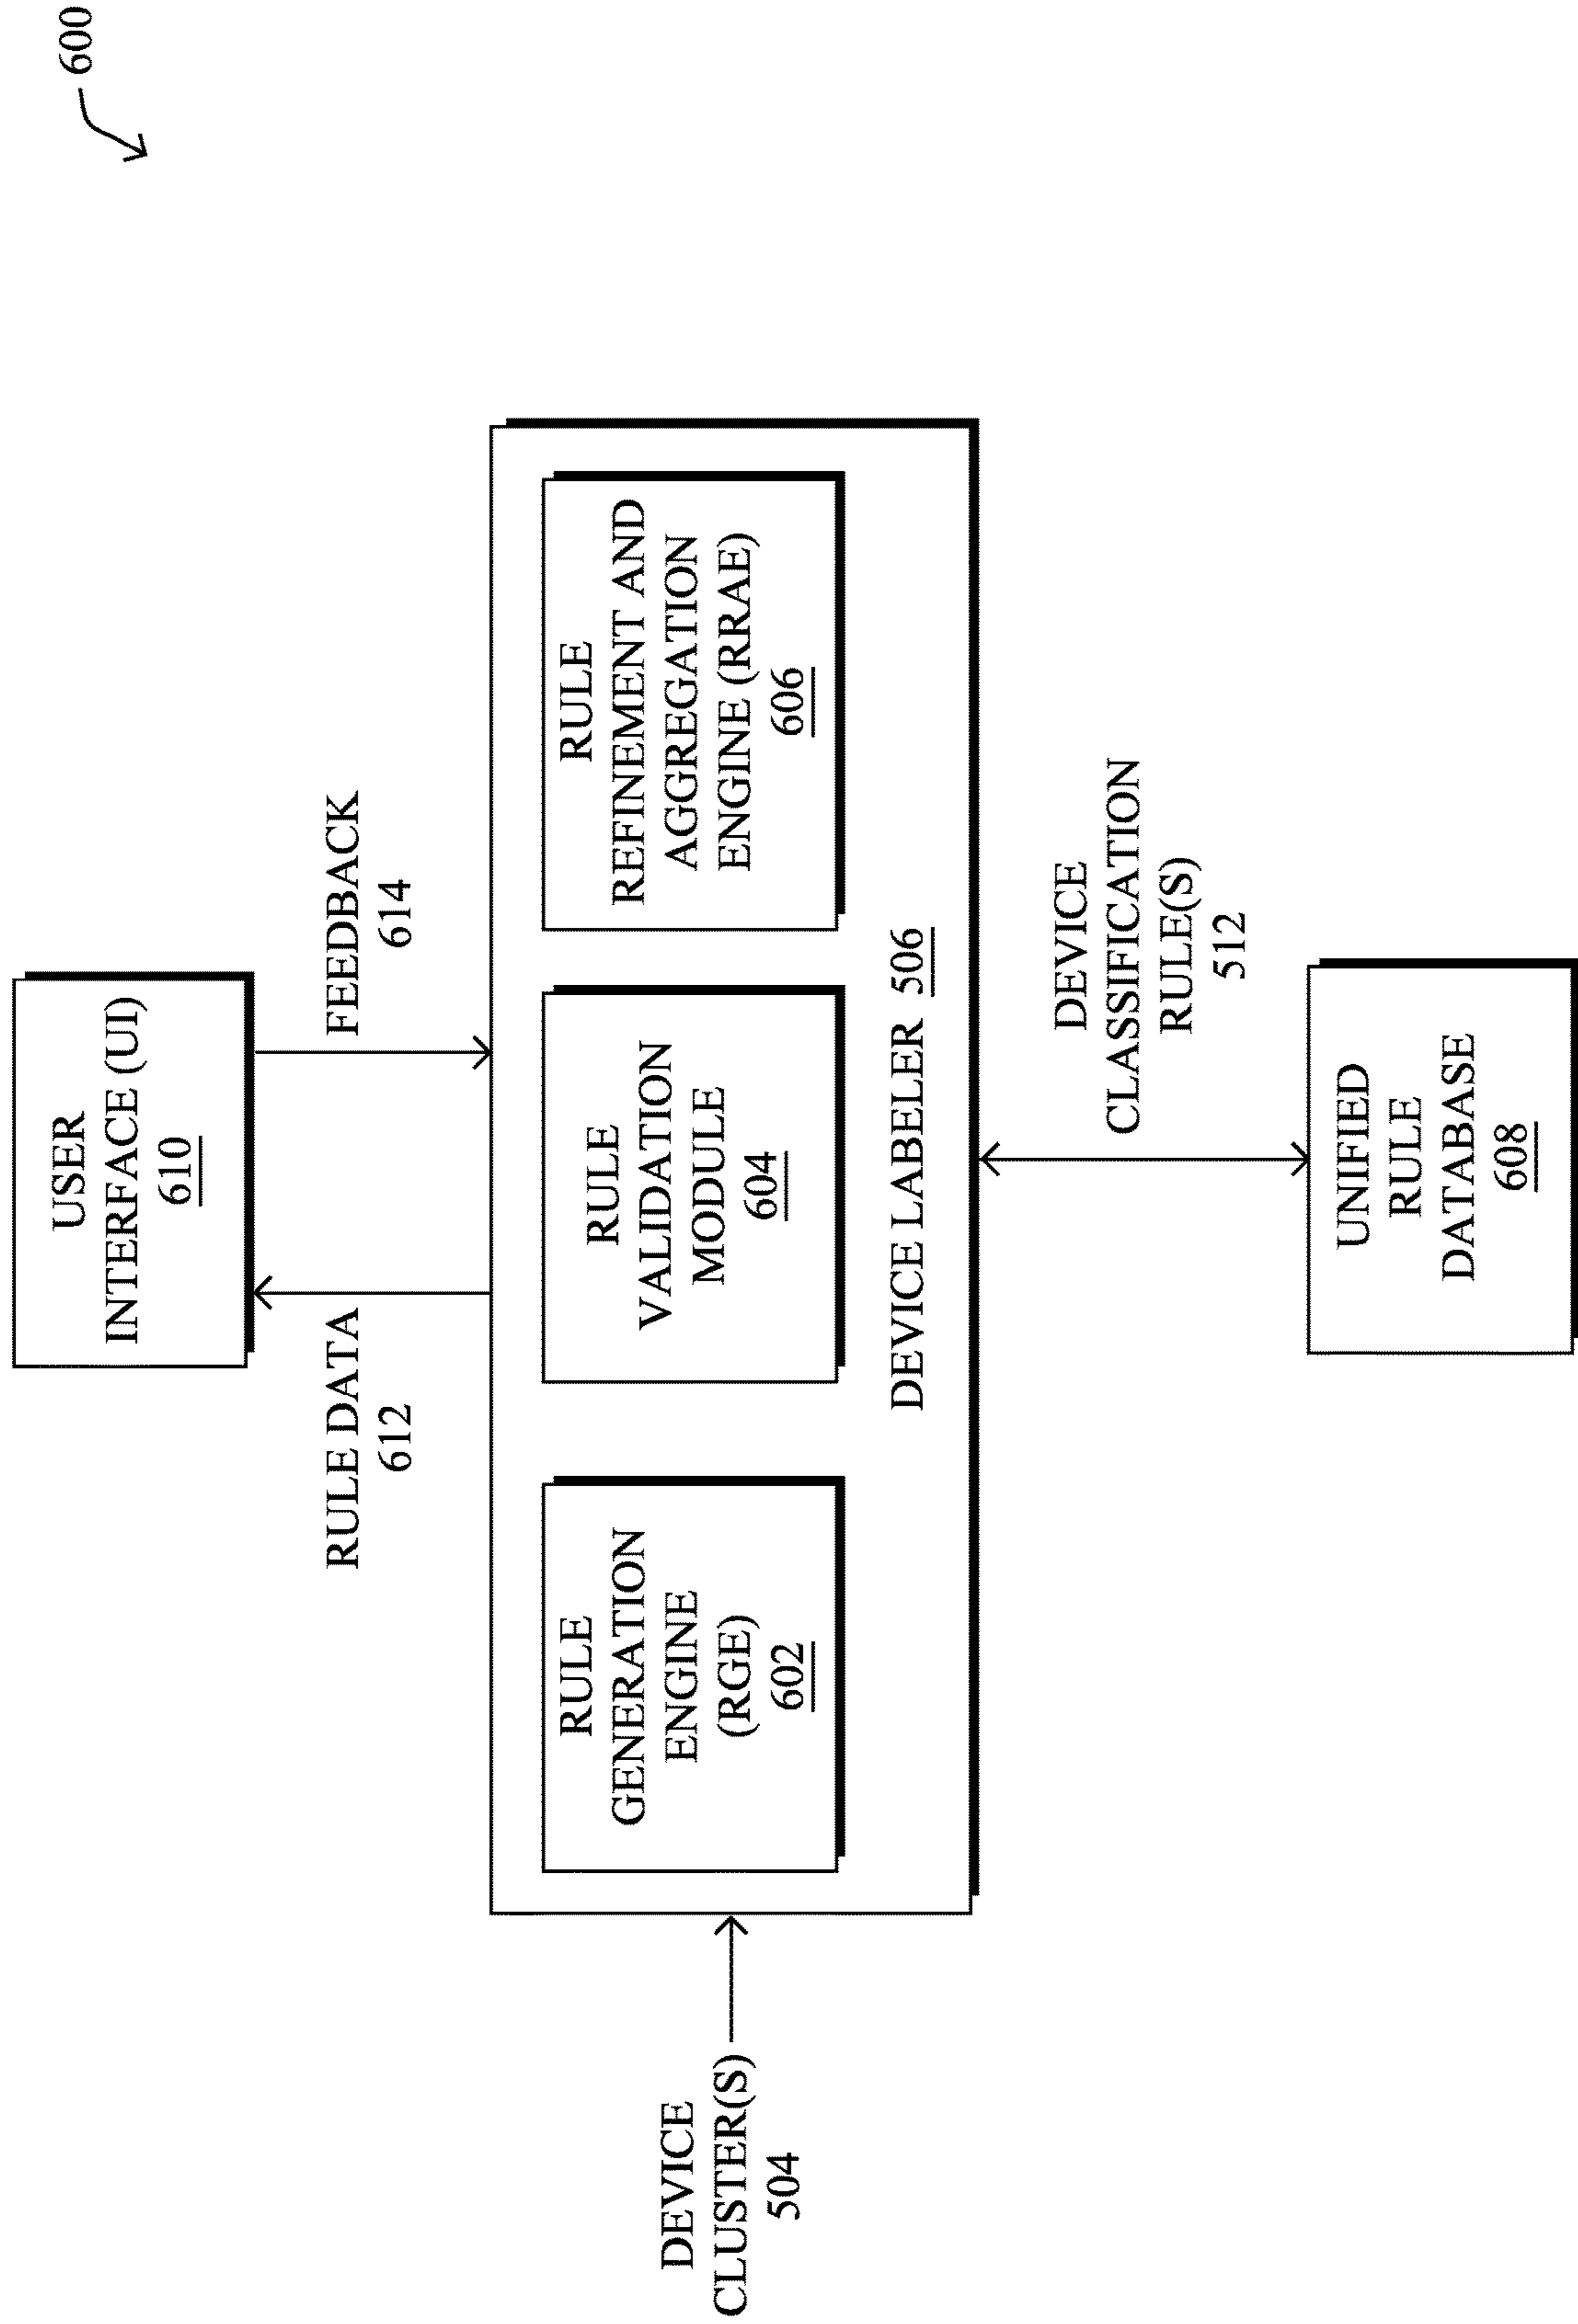 600
USER
INTERFACE (UI)
610
RULE DATA
612
FEEDBACK
614
DEVICE
CLUSTER(S)
504
RULE
GENERATION
ENGINE
(RGE)
602
RULE
VALIDATION
MODULE
604
RULE
REFINEMENT AND
AGGREGATION
ENGINE (RRAE)
606
DEVICE LABELER 506
DEVICE
CLASSIFICATION
RULE(S)
512
UNIFIED
RULE
DATABASE
608